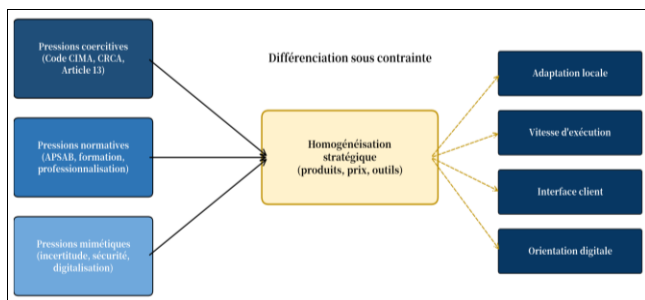 Pressions coercitives
(Code CIMA, CRCA,
Article 13)
Différenciation sous contrainte
Adaptation locale
Vitesse d'exécution
Pressions normatives
(APSAB, formation,
professionnalisation)
Homogénéisation
stratégique
(produits, prix, outils)
Interface client
Pressions mimétiques
(incertitude, sécurité,
digitalisation)
Orientation digitale